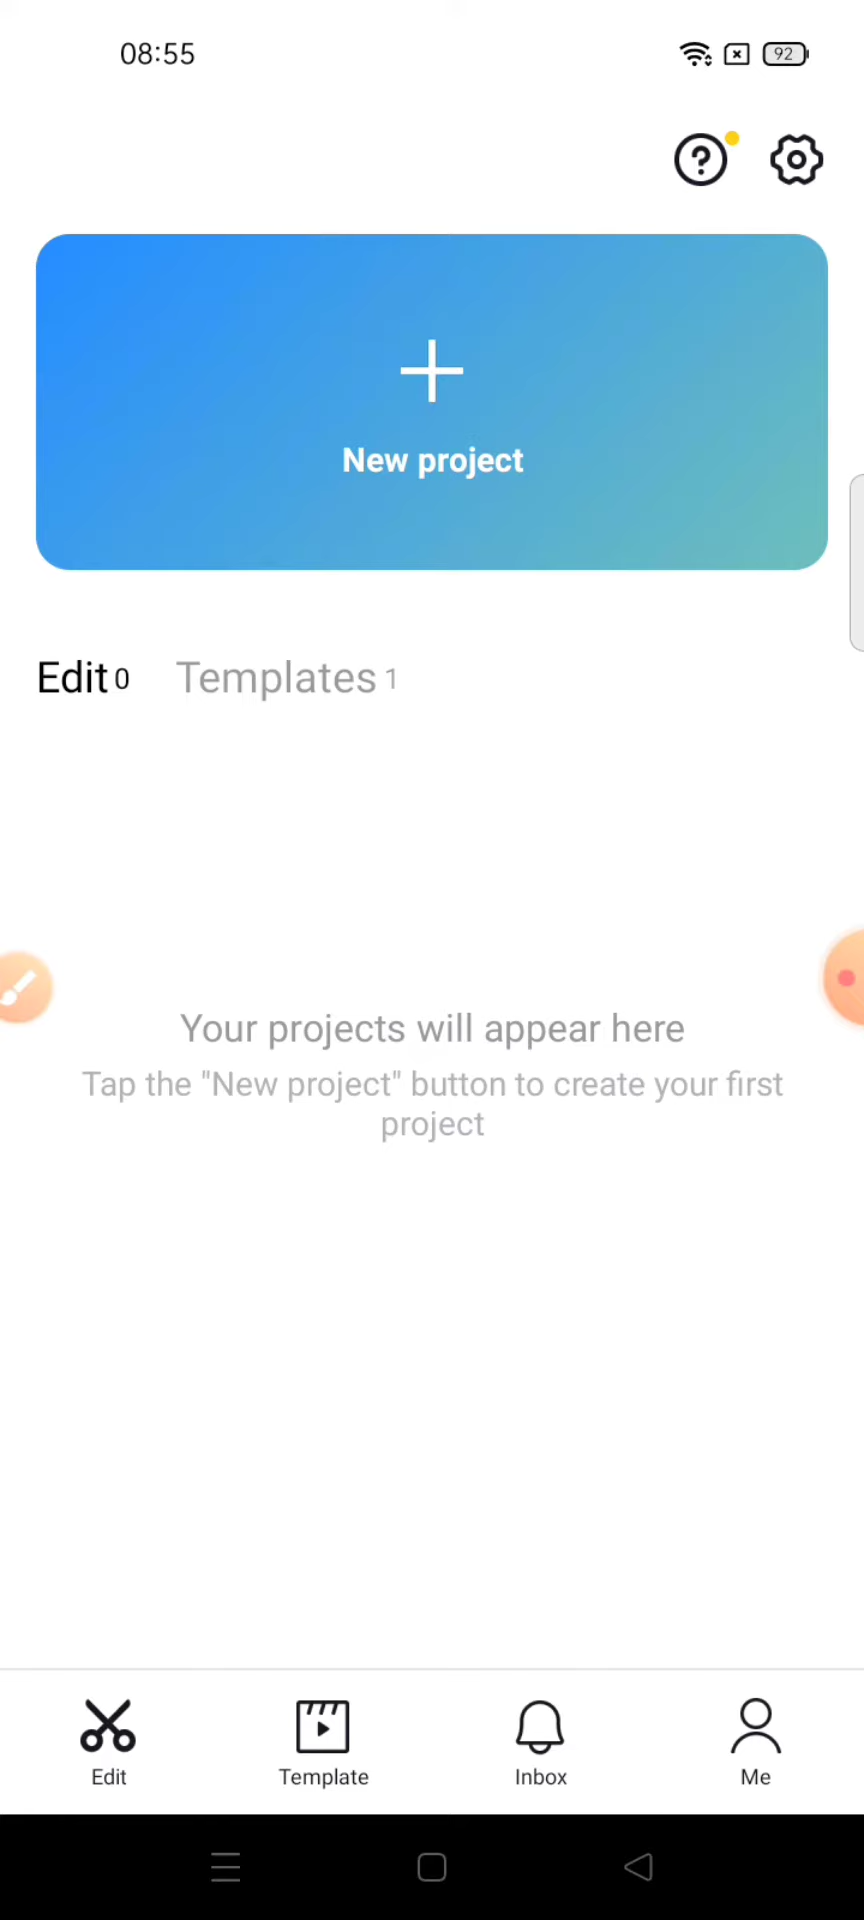 08:55
92
New project
Edit 0
Templates 1
Your projects will appear here
Tap the "New project" button to create your first
project
Edit
Template
Inbox
Me